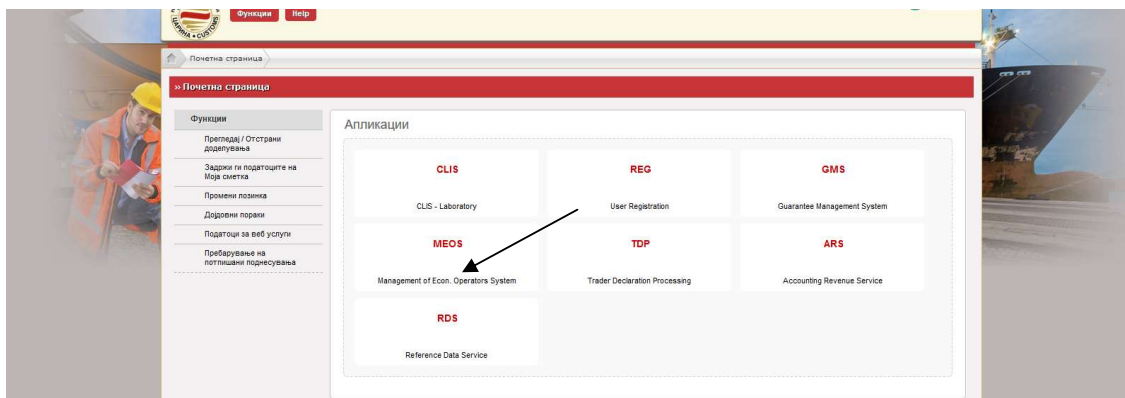 ЦАРИНА • CUSTOMS
Функции
Help
Почетна страница
» Почетна страница
Функции
Прегледај / Отстрани
доделувања
Задржи ги податоците на
Моја сметка
Промени лозинка
Дојдовни пораки
Податоци за веб услуги
Пребарување на
потпишани поднесувања
Апликации
CLIS
REG
GMS
CLIS - Laboratory
User Registration
Guarantee Management System
MEOS
TDP
ARS
Management of Econ. Operators System
Trader Declaration Processing
Accounting Revenue Service
RDS
Reference Data Service